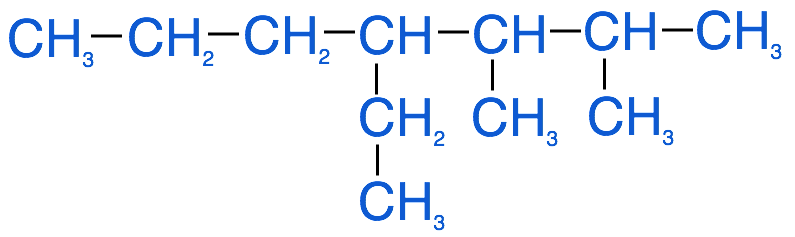 CH₃ — CH₂ — CH₂ — CH — CH — CH — CH₃
CH₂ CH₃ CH₃
CH₃